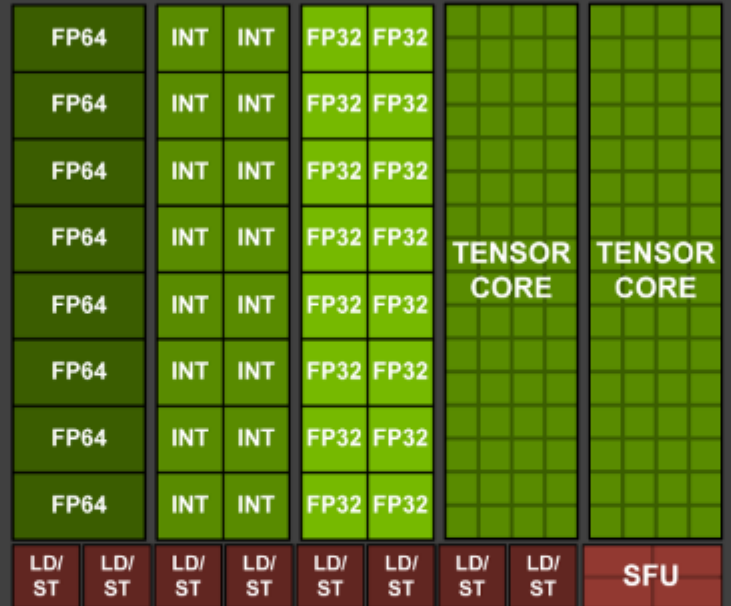 FP64 INT INT FP32 FP32
FP64 INT INT FP32 FP32
FP64 INT INT FP32 FP32
FP64 INT INT FP32 FP32
TENSOR CORE
TENSOR CORE
FP64 INT INT FP32 FP32
FP64 INT INT FP32 FP32
FP64 INT INT FP32 FP32
FP64 INT INT FP32 FP32
LD/ LD/ LD/ LD/ LD/ LD/ LD/ LD/
ST ST ST ST ST ST ST ST
SFU